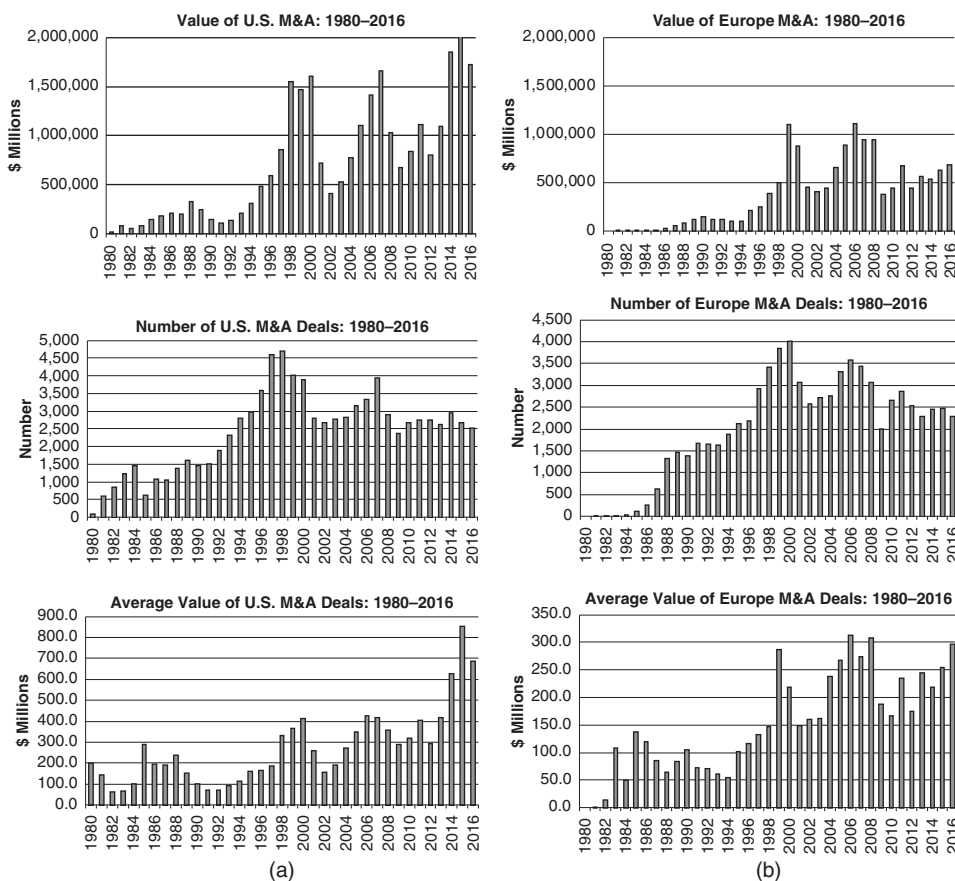 Value of U.S. M&A: 1980–2016
2,000,000
1,500,000
1,000,000
500,000
0
$ Millions
1980 1982 1984 1986 1988 1990 1992 1994 1996 1998 2000 2002 2004 2006 2008 2010 2012 2014 2016
Number of U.S. M&A Deals: 1980–2016
5,000
4,500
4,000
3,500
3,000
2,500
2,000
1,500
1,000
500
0
Number
1980 1982 1984 1986 1988 1990 1992 1994 1996 1998 2000 2002 2004 2006 2008 2010 2012 2014 2016
Average Value of U.S. M&A Deals: 1980–2016
900.0
800.0
700.0
600.0
500.0
400.0
300.0
200.0
100.0
0.0
$ Millions
1980 1982 1984 1986 1988 1990 1992 1994 1996 1998 2000 2002 2004 2006 2008 2010 2012 2014 2016
(a)
Value of Europe M&A: 1980–2016
2,000,000
1,500,000
1,000,000
500,000
0
$ Millions
1980 1982 1984 1986 1988 1990 1992 1994 1996 1998 2000 2002 2004 2006 2008 2010 2012 2014 2016
Number of Europe M&A Deals: 1980–2016
4,500
4,000
3,500
3,000
2,500
2,000
1,500
1,000
500
0
Number
1980 1982 1984 1986 1988 1990 1992 1994 1996 1998 2000 2002 2004 2006 2008 2010 2012 2014 2016
Average Value of Europe M&A Deals: 1980–2016
350.0
300.0
250.0
200.0
150.0
100.0
50.0
0.0
$ Millions
1980 1982 1984 1986 1988 1990 1992 1994 1996 1998 2000 2002 2004 2006 2008 2010 2012 2014 2016
(b)